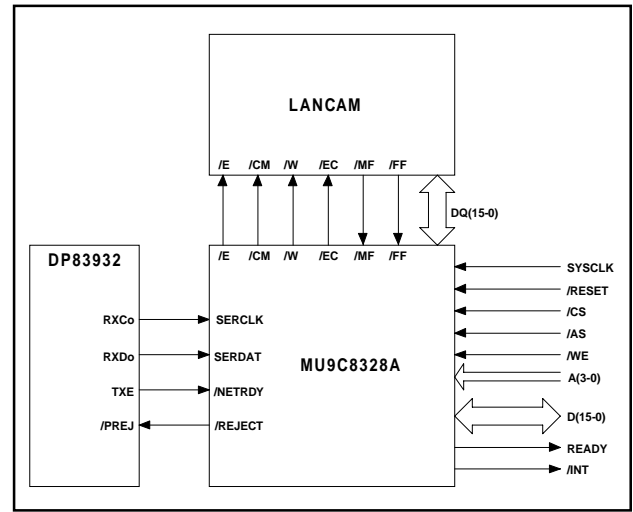 LANCAM
/E /CM /W /EC /MF /FF
DQ(15-0)
/E /CM /W /EC /MF /FF
DP83932
SYSCLK
/RESET
RXCo SERCLK
/CS
/AS
RXDo SERDAT
/WE
MU9C8328A
A(3-0)
TXE /NETRDY
D(15-0)
/PREJ /REJECT
READY
/INT